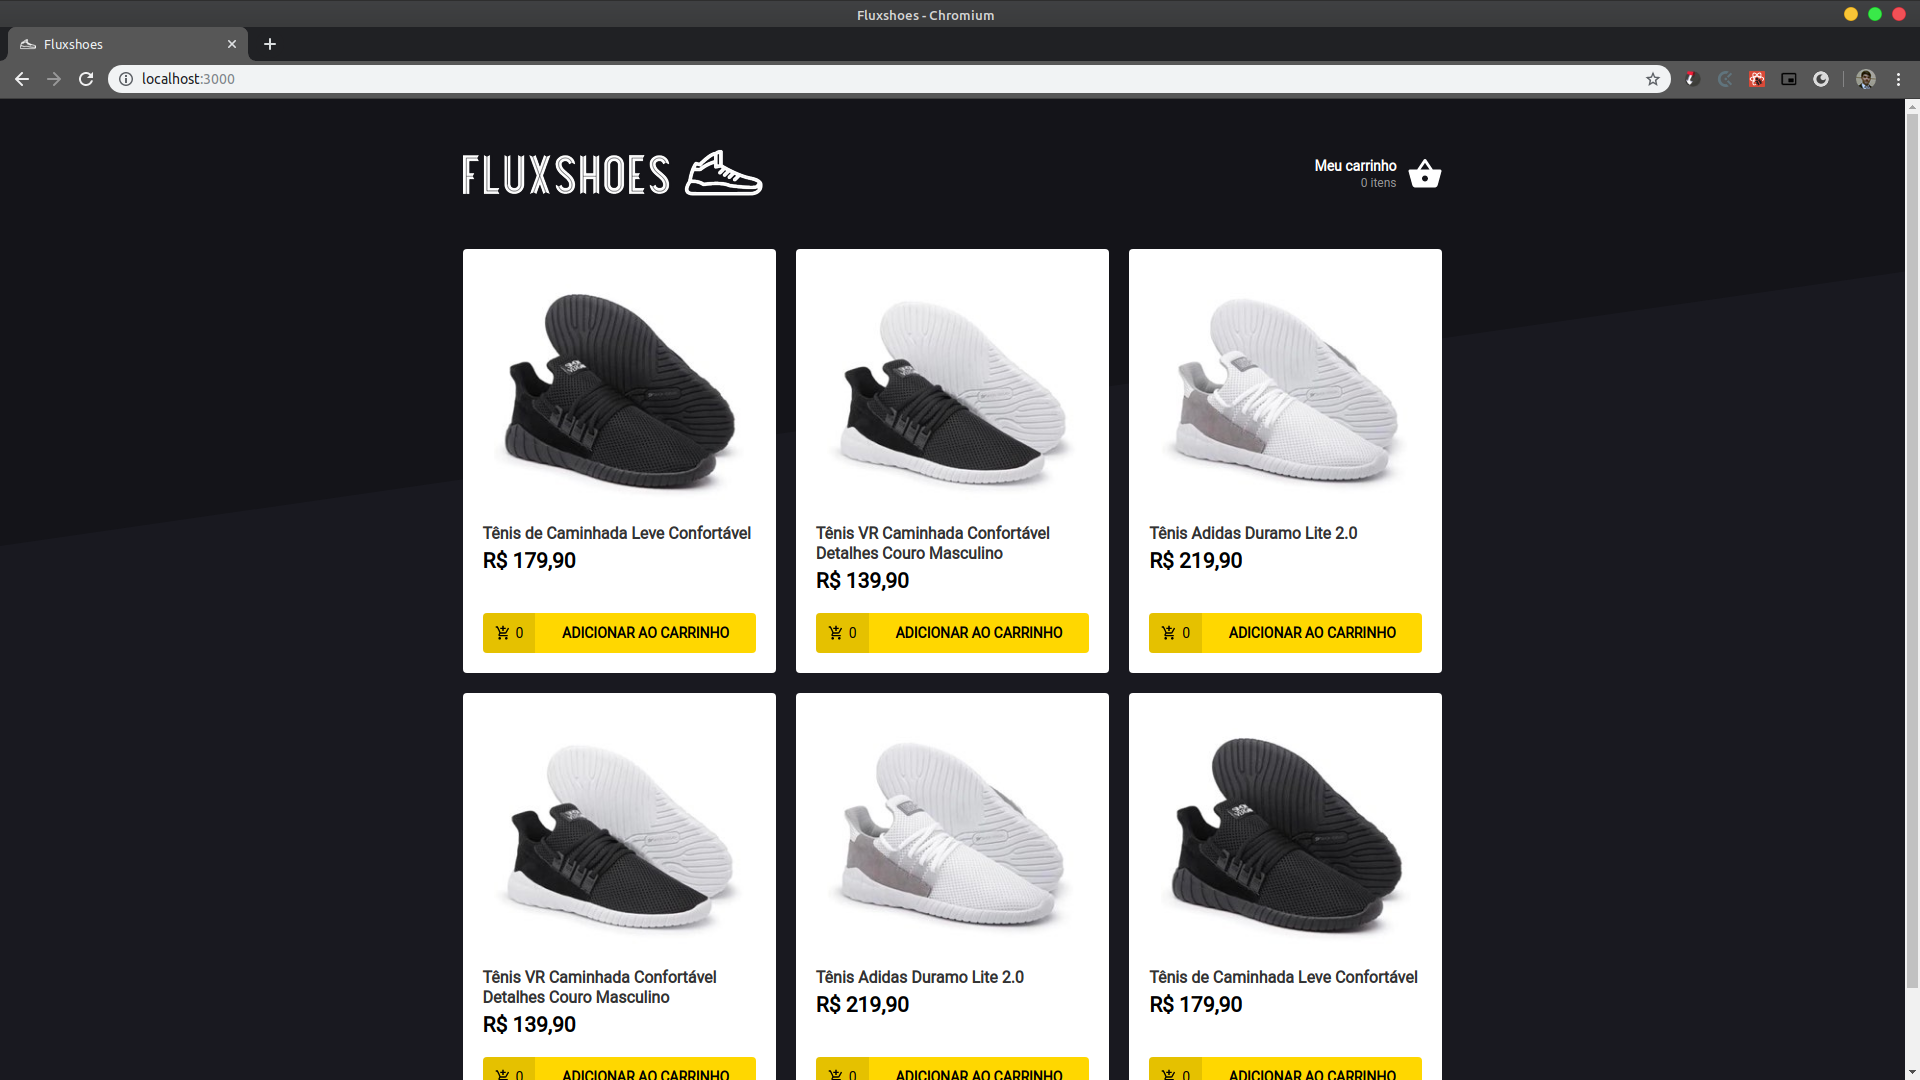 Fluxshoes - Chromium
Fluxshoes
localhost:3000
FLUXSHOES
Meu carrinho
0 itens
Tênis de Caminhada Leve Confortável
R$ 179,90
0 ADICIONAR AO CARRINHO
Tênis VR Caminhada Confortável
Detalhes Couro Masculino
R$ 139,90
0 ADICIONAR AO CARRINHO
Tênis Adidas Duramo Lite 2.0
R$ 219,90
0 ADICIONAR AO CARRINHO
Tênis VR Caminhada Confortável
Detalhes Couro Masculino
R$ 139,90
0 ADICIONAR AO CARRINHO
Tênis Adidas Duramo Lite 2.0
R$ 219,90
0 ADICIONAR AO CARRINHO
Tênis de Caminhada Leve Confortável
R$ 179,90
0 ADICIONAR AO CARRINHO